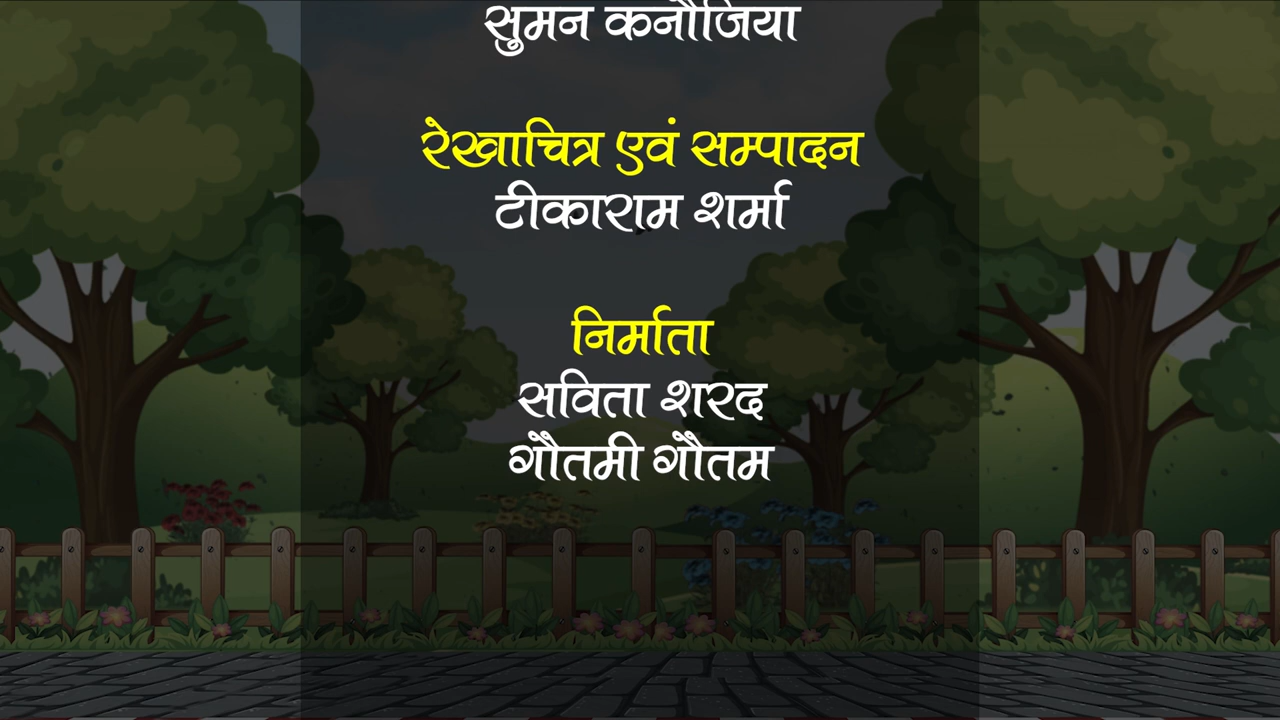 सुमन कनौजिया
रेखाचित्र एवं सम्पादन
टीकाराम शर्मा
निर्माता
सविता शरद
गौतमी गौतम